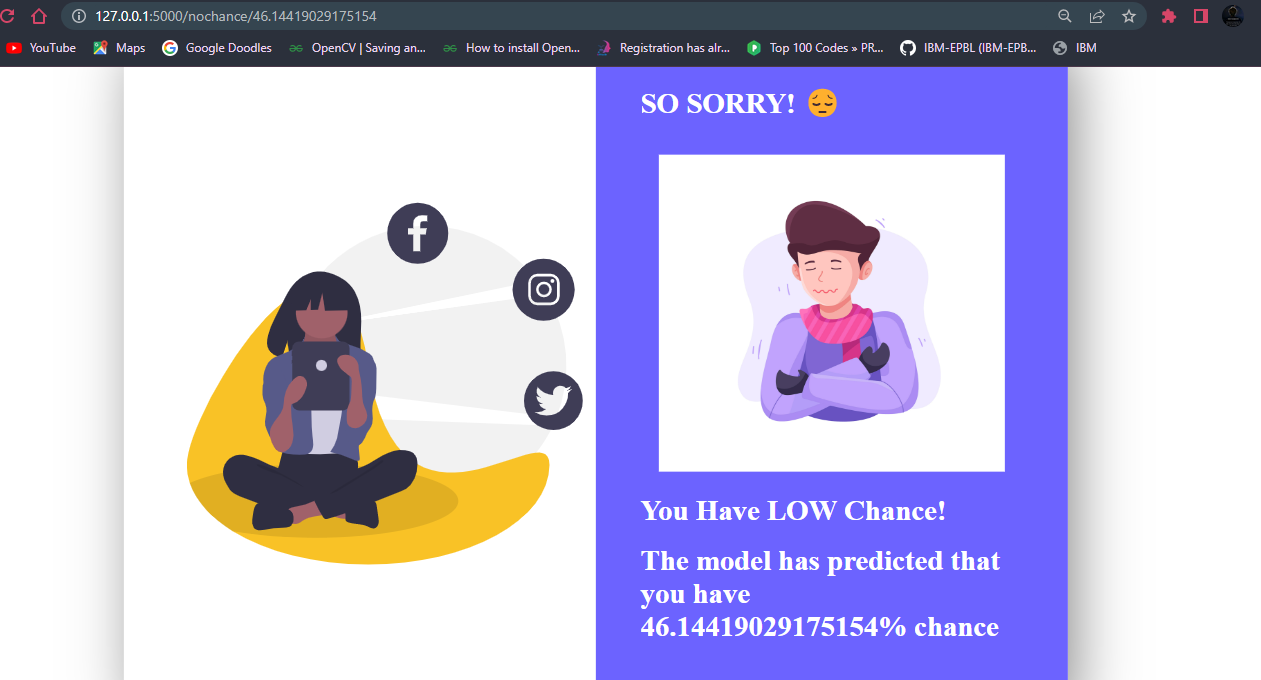 127.0.0.1:5000/nochance/46.14419029175154
YouTube Maps Google Doodles OpenCV | Saving an... How to install Open... Registration has alr... Top 100 Codes » PR... IBM-EPBL (IBM-EPB... IBM
SO SORRY! 😔
You Have LOW Chance!
The model has predicted that
you have
46.14419029175154% chance